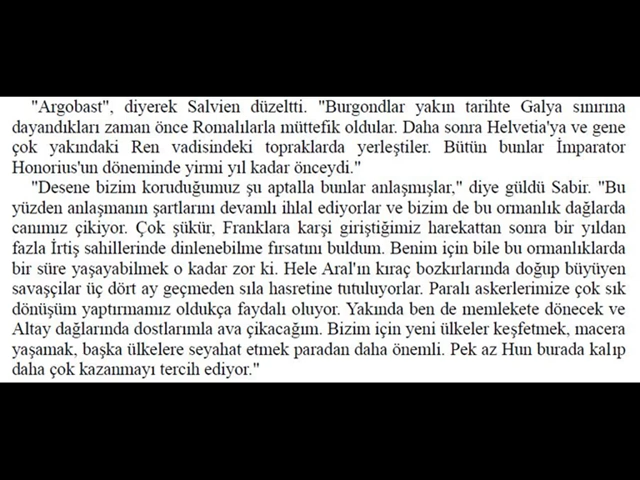 "Argobast", diyerek Salvien düzeltti. "Burgondlar yakın tarihte Galya sınırına
dayandıkları zaman önce Romalılarla müttefik oldular. Daha sonra Helvetia'ya ve gene
çok yakındaki Ren vadisindeki topraklarda yerleştiler. Bütün bunlar İmparator
Honorius'un döneminde yirmi yıl kadar önceydi."
"Desene bizim koruduğumuz şu aptalla bunlar anlaşmışlar," diye güldü Sabir. "Bu
yüzden anlaşmanın şartlarını devamlı ihlal ediyorlar ve bizim de bu ormanlık dağlarda
canımız çikiyor. Çok şükür, Franklara karşi giriştiğimiz harekattan sonra bir yıldan
fazla İrtiş sahillerinde dinlenebilme fırsatını buldum. Benim için bile bu ormanlıklarda
bir süre yaşayabilmek o kadar zor ki. Hele Aral'ın kıraç bozkırlarında doğup büyüyen
savaşçilar üç dört ay geçmeden sıla hasretine tutuluyorlar. Paralı askerlerimize çok sık
dönüşüm yaptırmamız oldukça faydalı oluyor. Yakında ben de memlekete dönecek ve
Altay dağlarında dostlarımla ava çikacağım. Bizim için yeni ülkeler keşfetmek, macera
yaşamak, başka ülkelere seyahat etmek paradan daha önemli. Pek az Hun burada kalıp
daha çok kazanmayı tercih ediyor."